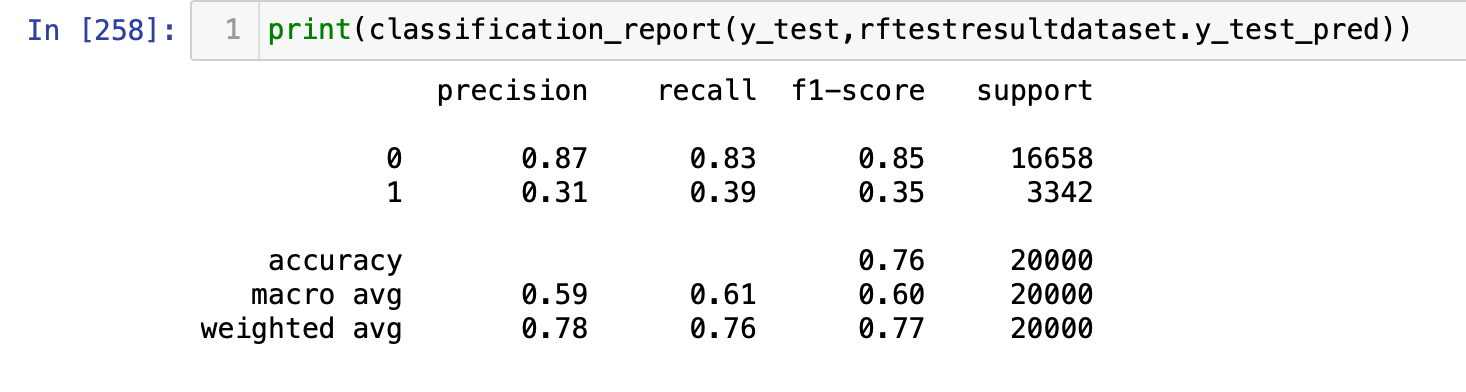 In [258]: 1 print(classification_report(y_test,rftestresultdataset.y_test_pred))
precision recall f1-score support
0 0.87 0.83 0.85 16658
1 0.31 0.39 0.35 3342
accuracy 0.76 20000
macro avg 0.59 0.61 0.60 20000
weighted avg 0.78 0.76 0.77 20000